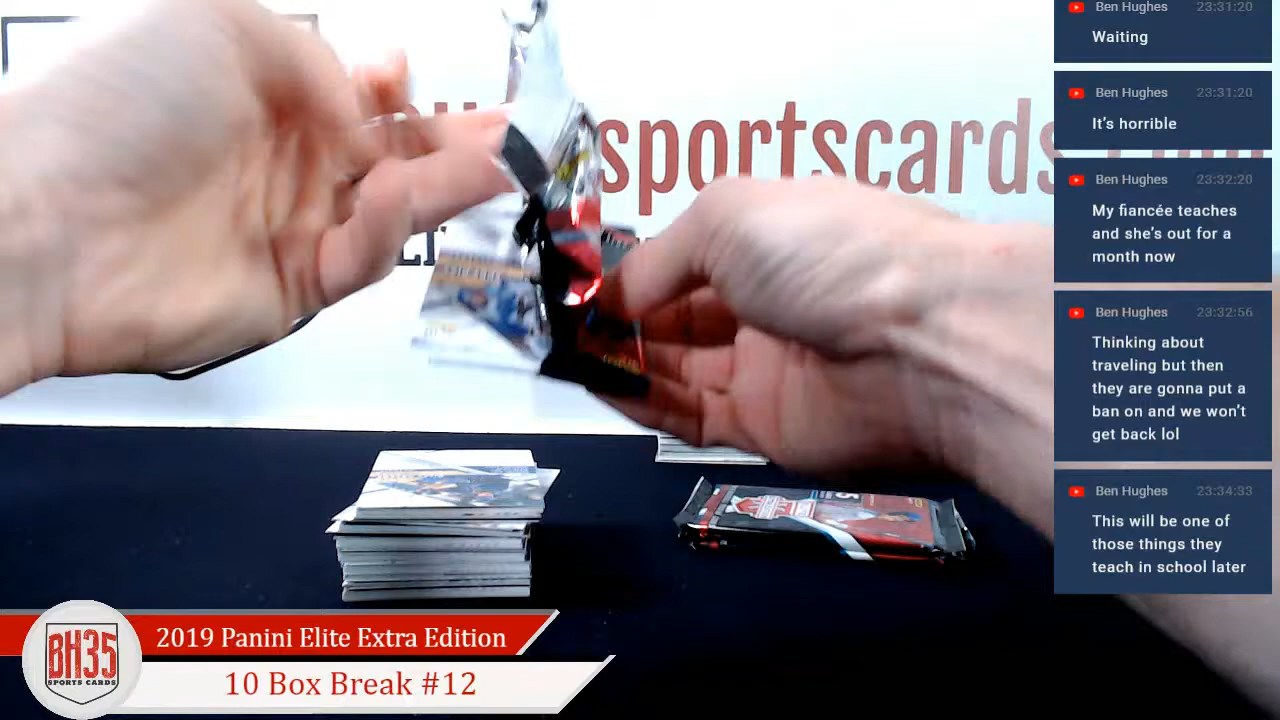 Ben Hughes 23:31:20
Waiting
Ben Hughes 23:31:20
It's horrible
Ben Hughes 23:32:20
My fiancée teaches
and she's out for a
month now
Ben Hughes 23:32:56
Thinking about
traveling but then
they are gonna put a
ban on and we won't
get back lol
Ben Hughes 23:34:33
This will be one of
those things they
teach in school later
sportscards
BH35
SPORTS CARDS
2019 Panini Elite Extra Edition
10 Box Break #12